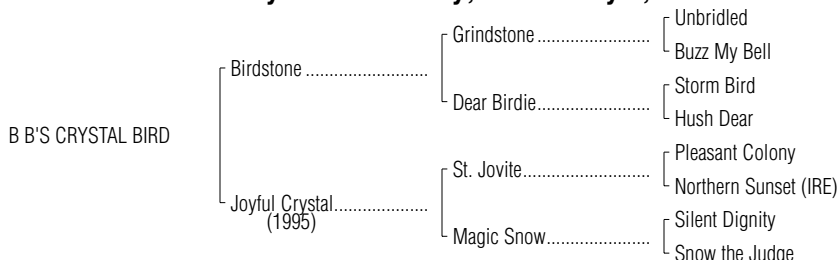 Unbridled
Grindstone
Buzz My Bell
Birdstone
Storm Bird
Dear Birdie
Hush Dear
B B'S CRYSTAL BIRD
Pleasant Colony
St. Jovite
Northern Sunset (IRE)
Joyful Crystal
(1995)
Silent Dignity
Magic Snow
Snow the Judge